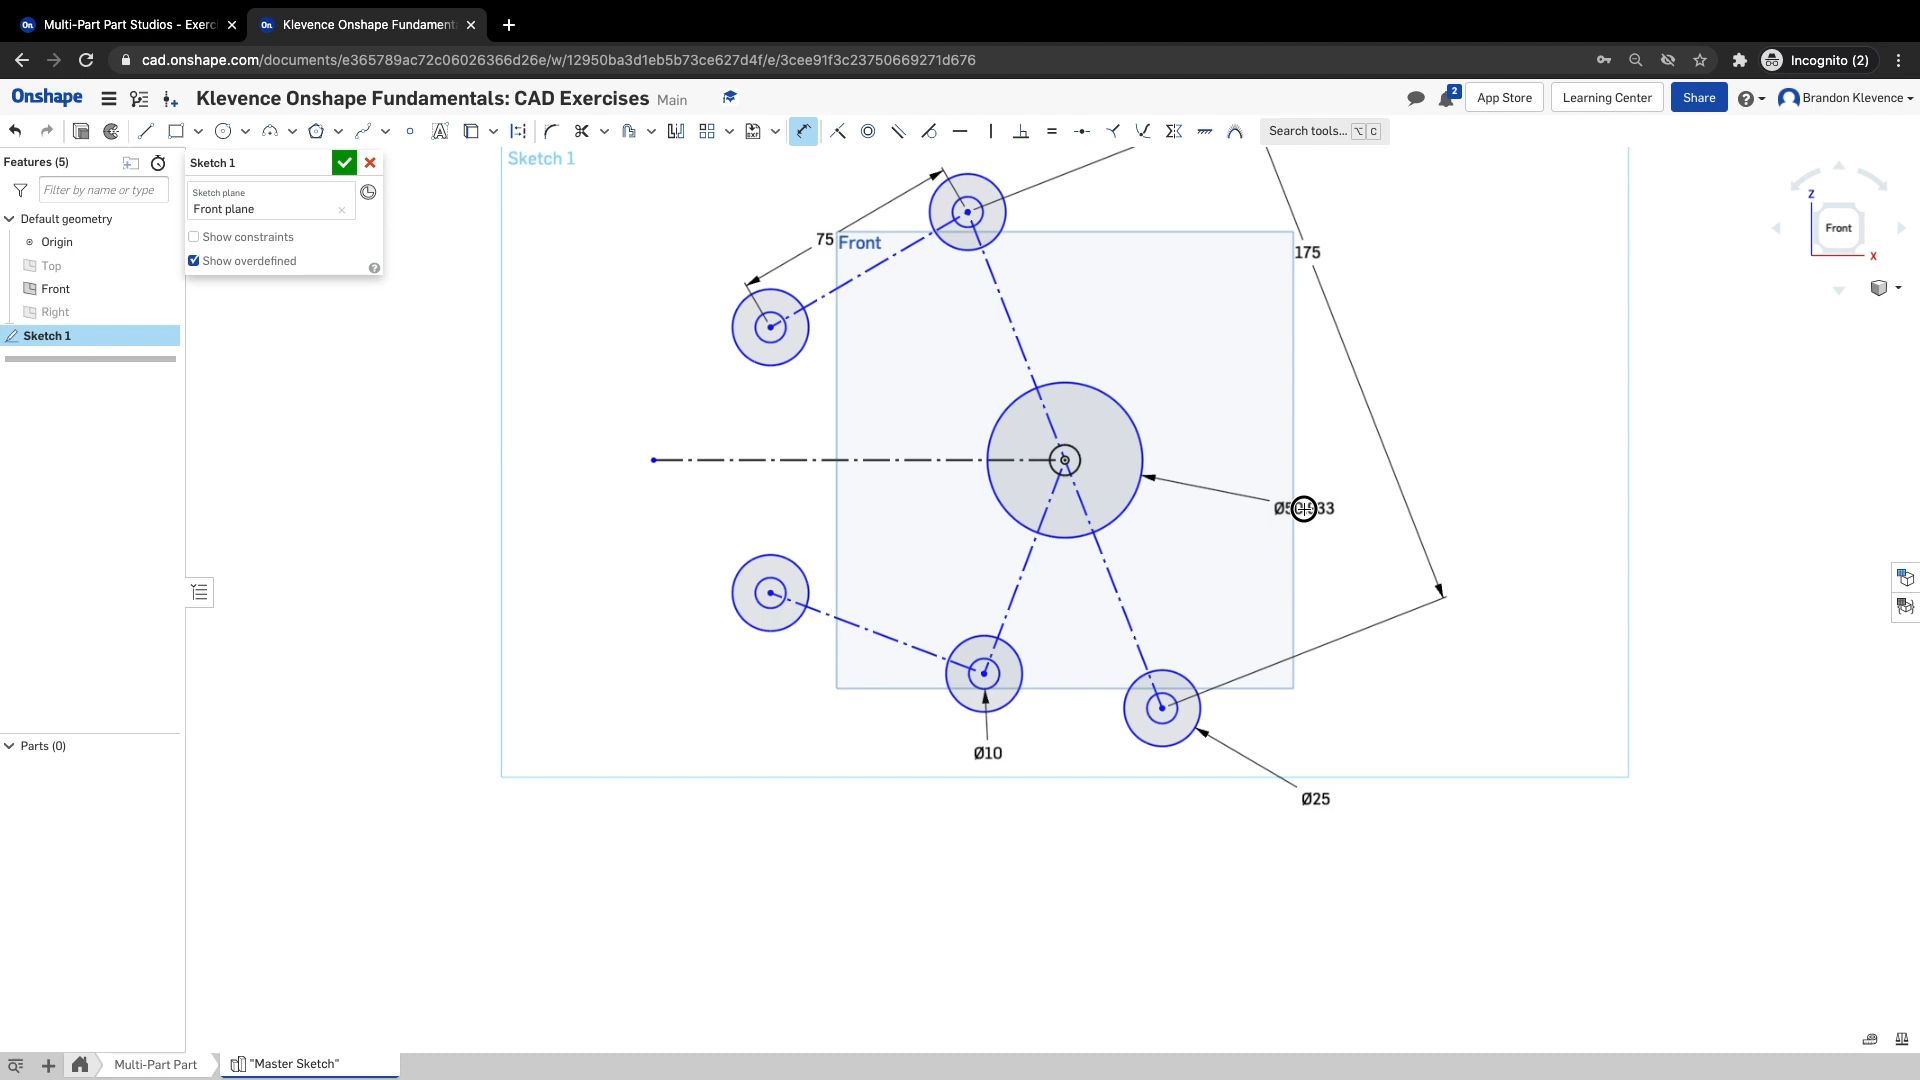 Multi-Part Part Studios - Exerc
Klevence Onshape Fundament
cad.onshape.com/documents/e365789ac72c06026366d26e/w/12950ba3d1eb5b73ce627d4f/e/3cee91f3c23750669271d676
Incognito (2)
Onshape
Klevence Onshape Fundamentals: CAD Exercises Main
2
App Store
Learning Center
Share
Brandon Klevence
Search tools... ⌥ C
Features (5)
Filter by name or type
Default geometry
Origin
Top
Front
Right
Sketch 1
Parts (0)
Sketch 1
Sketch plane
Front plane
Show constraints
Show overdefined
Sketch 1
Front
75
175
Ø10
Ø25
Z
Front
X
Multi-Part Part
"Master Sketch"